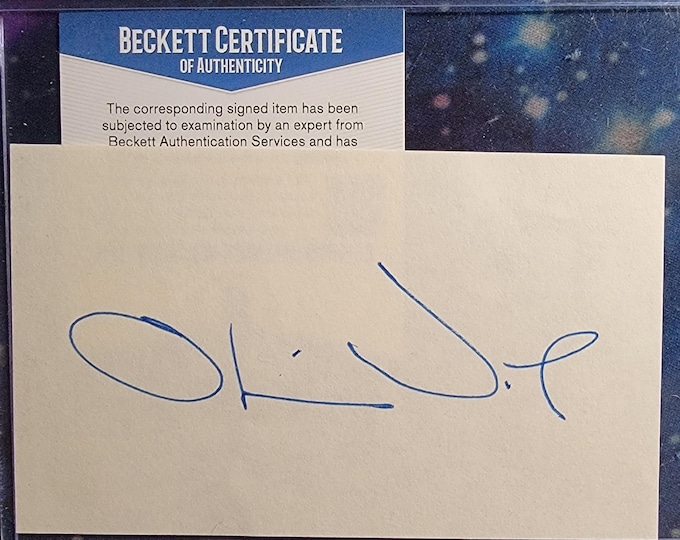 BECKETT CERTIFICATE
OF AUTHENTICITY
The corresponding signed item has been
subjected to examination by an expert from
Beckett Authentication Services and has